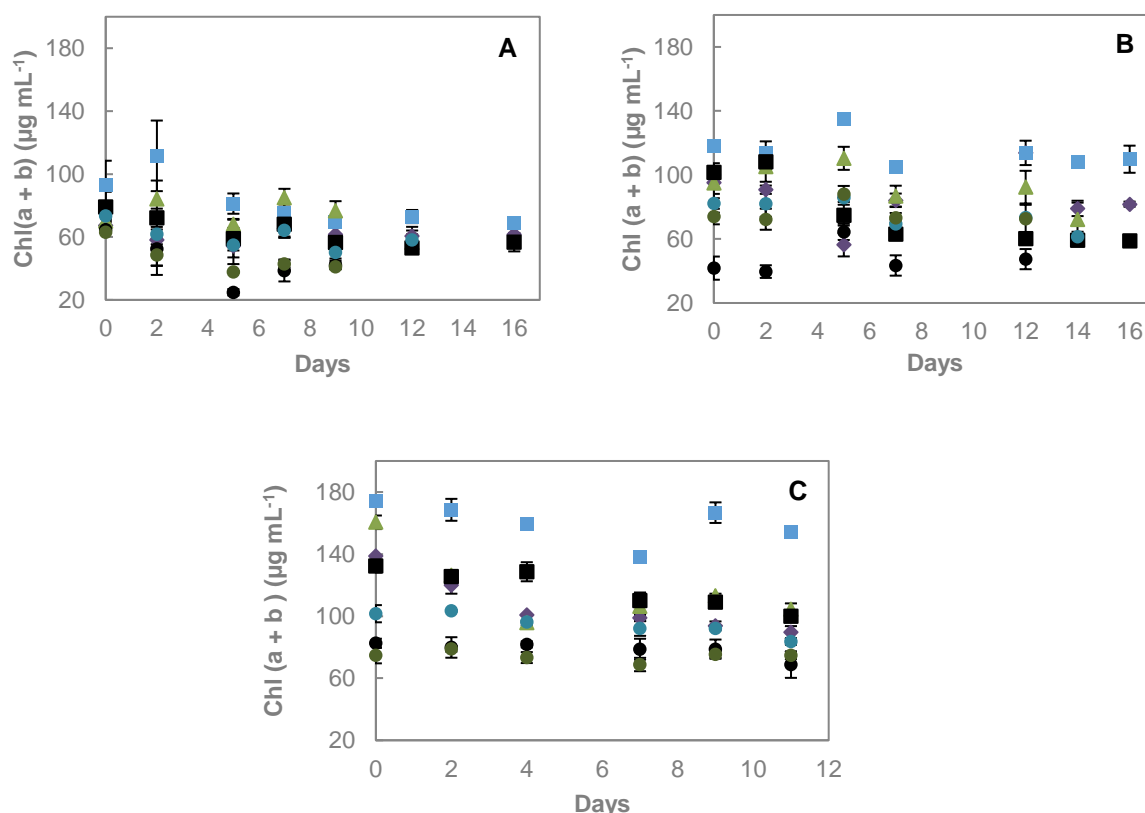 A
Chl(a + b) (µg mL-1)
180
140
100
60
20
0 2 4 6 8 10 12 14 16
Days
B
Chl (a + b) (µg mL-1)
180
140
100
60
20
0 2 4 6 8 10 12 14 16
Days
C
Chl (a + b ) (µg mL-1)
180
140
100
60
20
0 2 4 6 8 10 12
Days